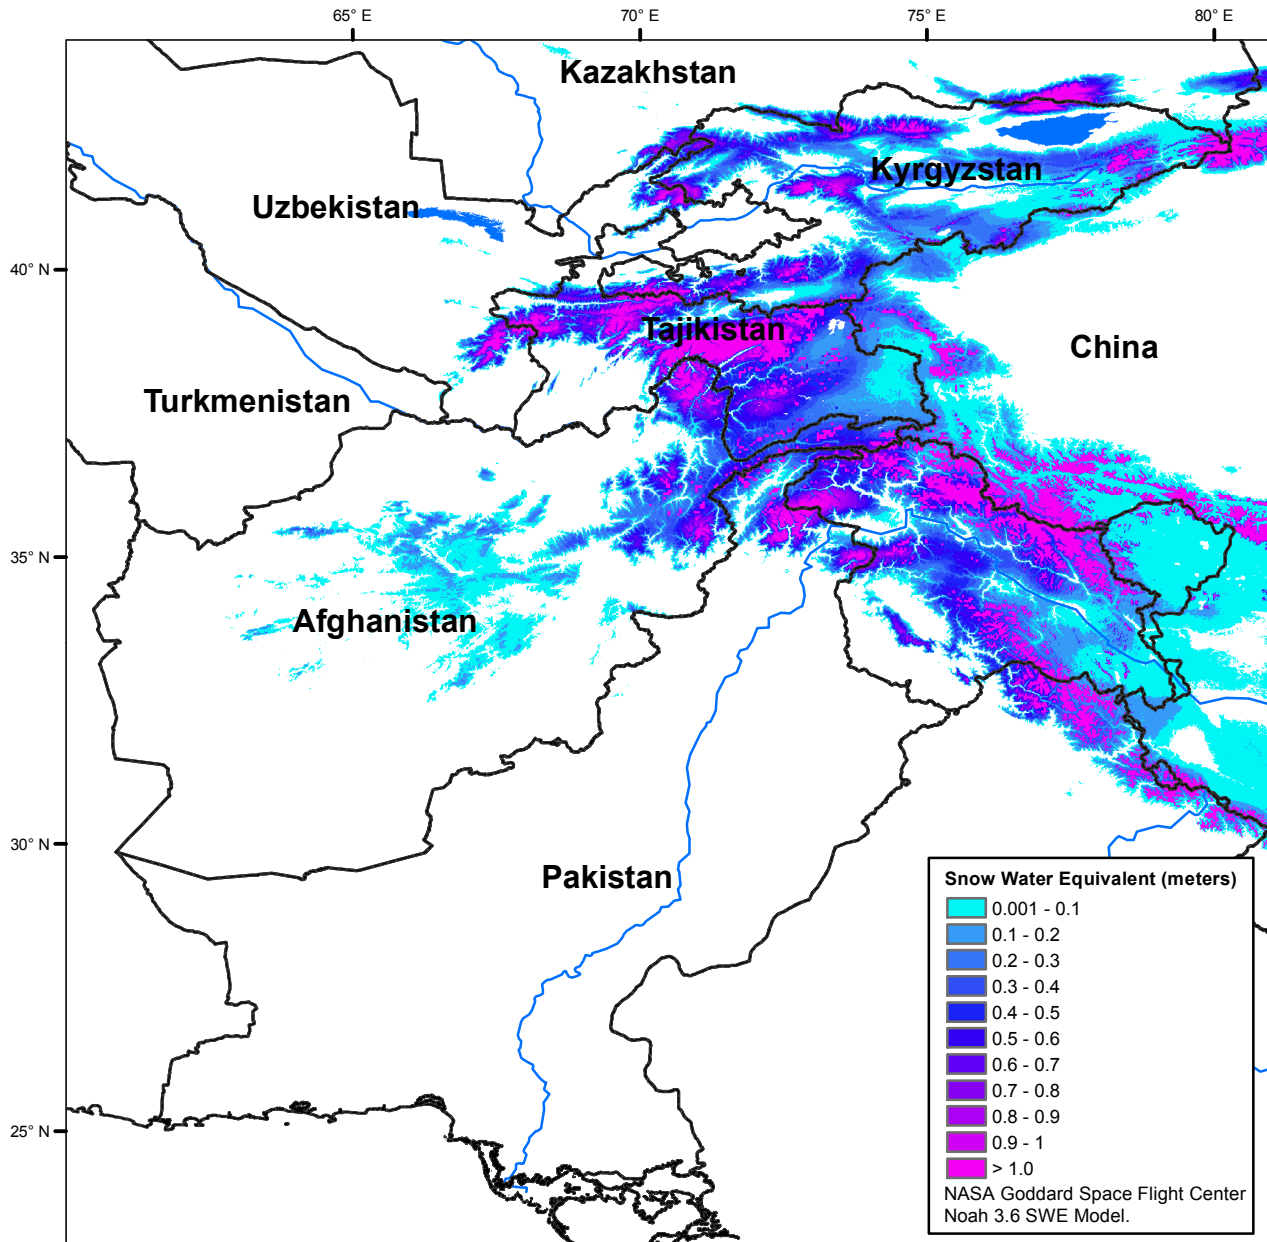 65° E
70° E
75° E
80° E
Kazakhstan
Kyrgyzstan
Uzbekistan
40° N
Tajikistan
China
Turkmenistan
35° N
Afghanistan
30° N
Pakistan
25° N
Snow Water Equivalent (meters)
0.001 - 0.1
0.1 - 0.2
0.2 - 0.3
0.3 - 0.4
0.4 - 0.5
0.5 - 0.6
0.6 - 0.7
0.7 - 0.8
0.8 - 0.9
0.9 - 1
> 1.0
NASA Goddard Space Flight Center
Noah 3.6 SWE Model.